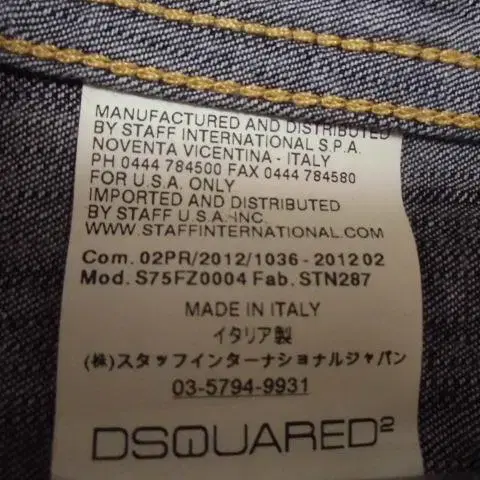 MANUFACTURED AND DISTRIBUTED
BY STAFF INTERNATIONAL S.P.A.
NOVENTA VICENTINA - ITALY
PH 0444 784500 FAX 0444 784580
FOR U.S.A. ONLY
IMPORTED AND DISTRIBUTED
BY STAFF U.S.A. INC.
WWW.STAFFINTERNATIONAL.COM
Com. 02PR/2012/1036 - 2012 02
Mod. S75FZ0004 Fab. STN287
MADE IN ITALY
イタリア製
(株)スタッフインターナショナルジャパン
03-5794-9931
DSQUARED²